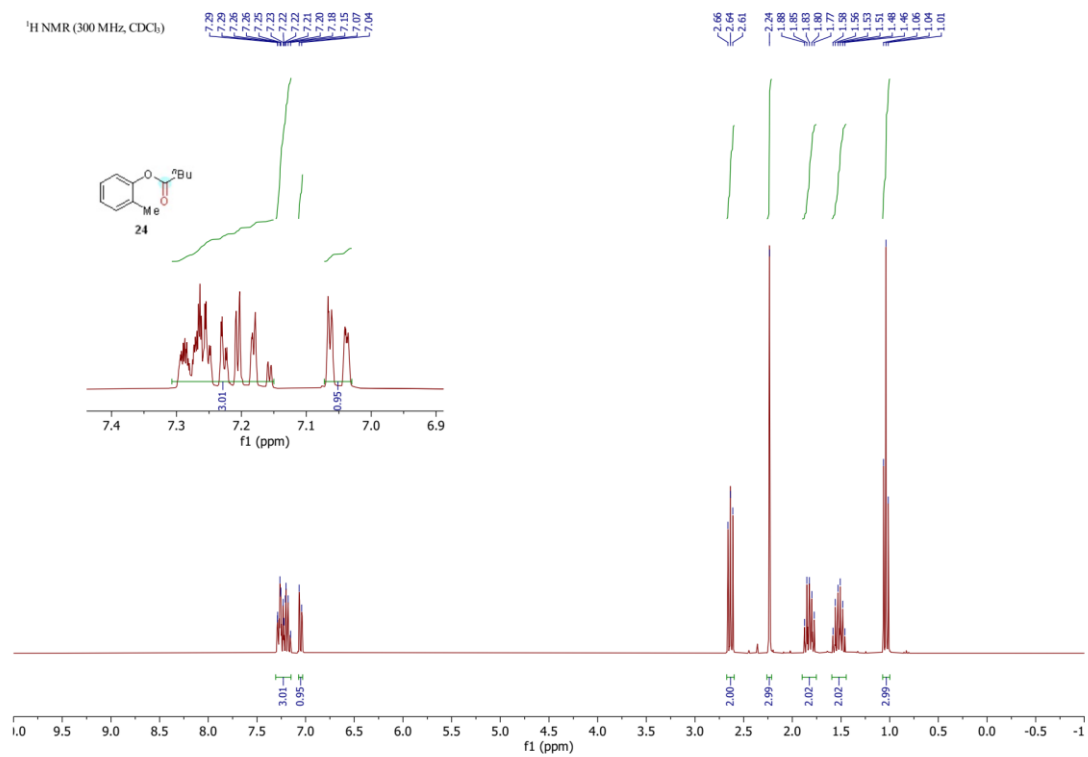 ¹H NMR (300 MHz, CDCl₃)
7.29 7.29 7.26 7.26 7.25 7.23 7.22 7.22 7.21 7.20 7.18 7.15 7.07 7.04
2.66 2.64 2.61 2.24 1.88 1.85 1.83 1.80 1.77 1.58 1.56 1.53 1.51 1.48 1.46 1.06 1.04 1.01
O ⁿBu
O
Me
24
3.01 0.95
7.4 7.3 7.2 7.1 7.0 6.9
f1 (ppm)
3.01 0.95 2.00 2.99 2.02 2.02 2.99
).0 9.5 9.0 8.5 8.0 7.5 7.0 6.5 6.0 5.5 5.0 4.5 4.0 3.5 3.0 2.5 2.0 1.5 1.0 0.5 0.0 -0.5 -1
f1 (ppm)